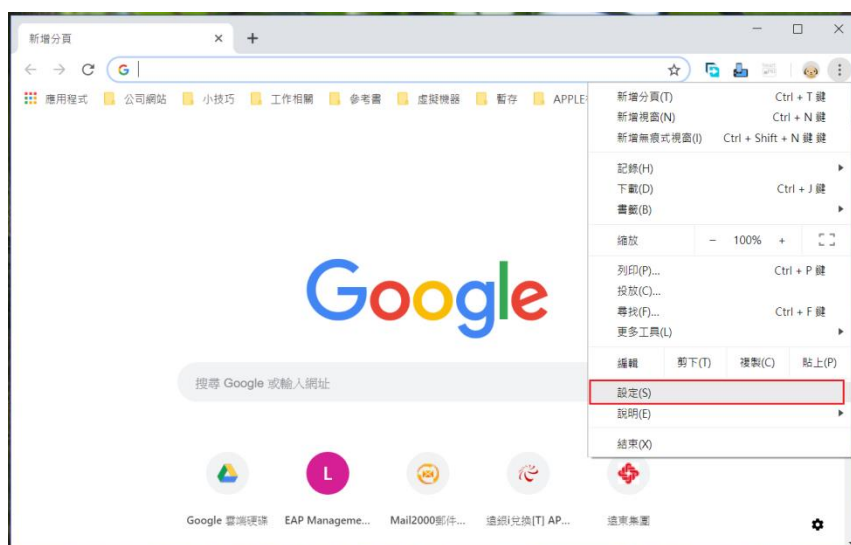 新增分頁
應用程式 公司網站 小技巧 工作相關 參考書 虛擬機器 暫存 APPLE
新增分頁(T) Ctrl + T 鍵
新增視窗(N) Ctrl + N 鍵
新增無痕式視窗(I) Ctrl + Shift + N 鍵 鍵
記錄(H)
下載(D) Ctrl + J 鍵
書籤(B)
縮放 - 100% +
列印(P)... Ctrl + P 鍵
投放(C)...
尋找(F)... Ctrl + F 鍵
更多工具(L)
編輯 剪下(T) 複製(C) 貼上(P)
設定(S)
說明(E)
結束(X)
Google
搜尋 Google 或輸入網址
L
Google 雲端硬碟 EAP Manageme... Mail2000郵件... 遠銀i兌換[T] AP... 遠東集團